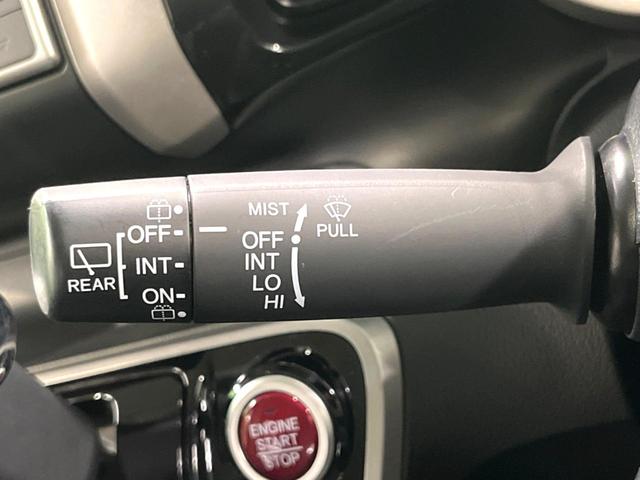 REAR
OFF
INT
ON
MIST
OFF
INT
LO
HI
PULL
ENGINE
START
STOP